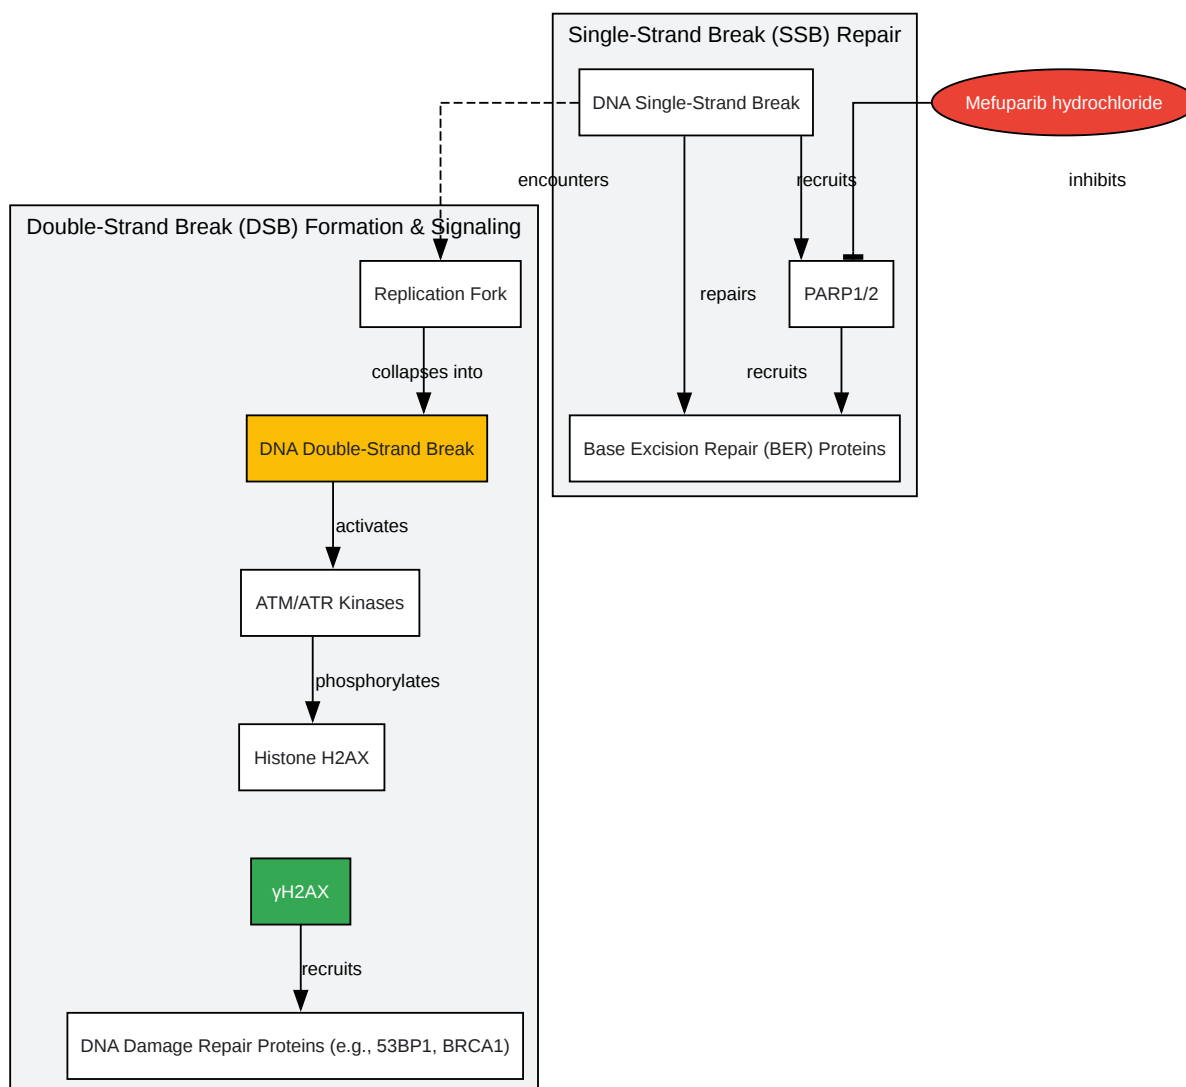 Single-Strand Break (SSB) Repair
DNA Single-Strand Break
Mefuparib hydrochloride
encounters
recruits
inhibits
Double-Strand Break (DSB) Formation & Signaling
Replication Fork
repairs
PARP1/2
collapses into
recruits
DNA Double-Strand Break
Base Excision Repair (BER) Proteins
activates
ATM/ATR Kinases
phosphorylates
Histone H2AX
γH2AX
recruits
DNA Damage Repair Proteins (e.g., 53BP1, BRCA1)